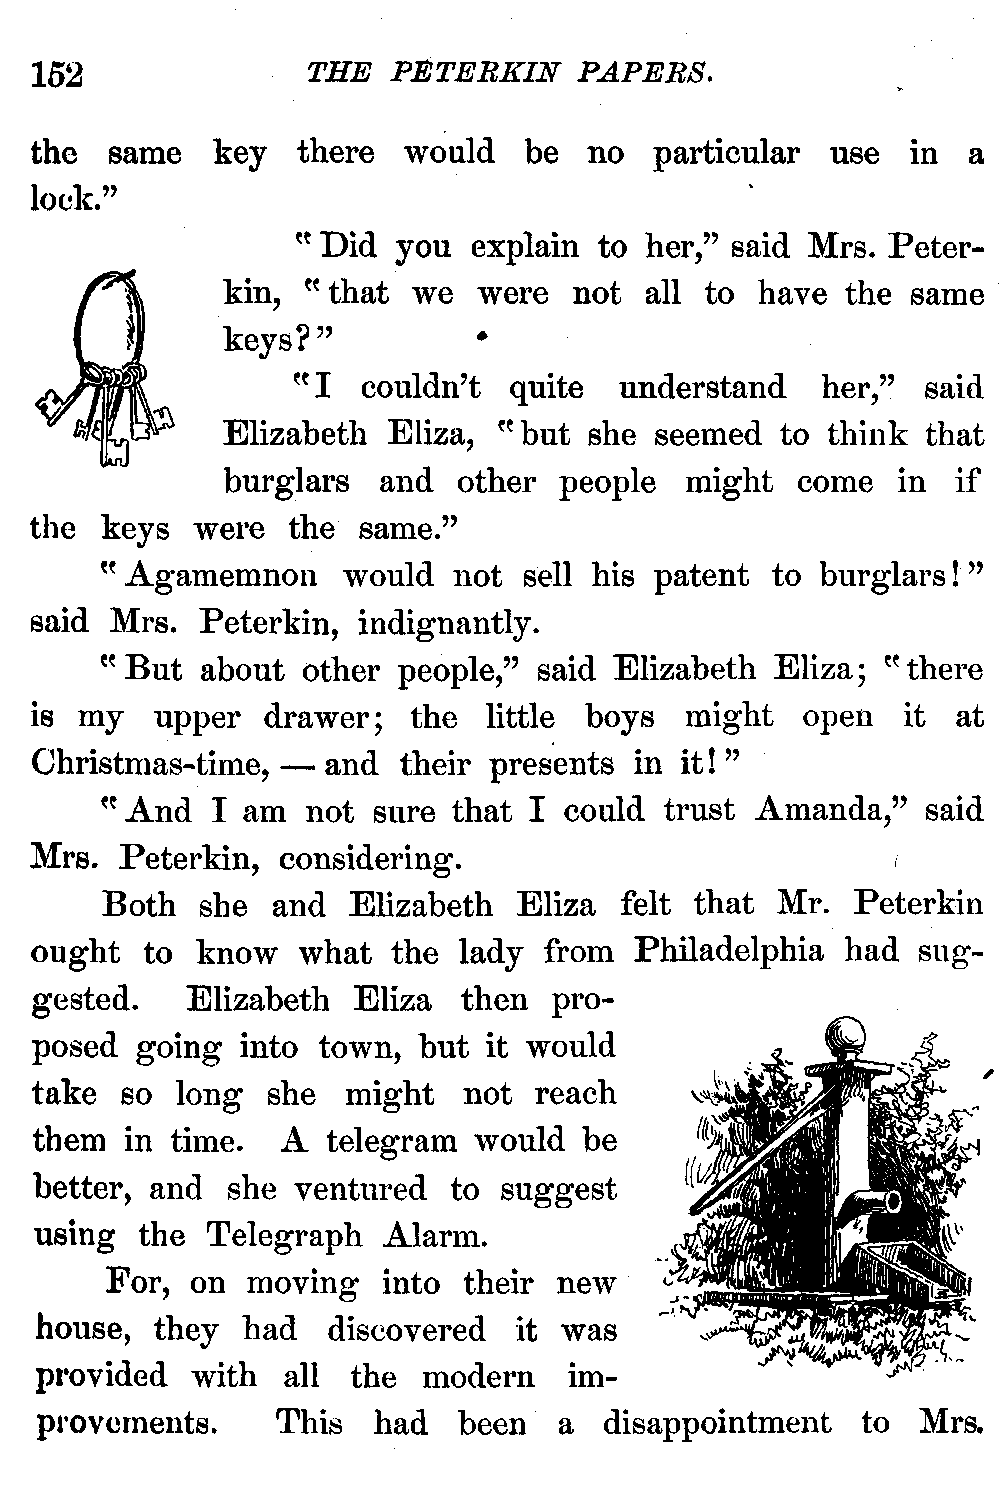 152 THE PETERKIN PAPERS.
the same key there would be no particular use in a
lock.”
“Did you explain to her,” said Mrs. Peter-
kin, “that we were not all to have the same
keys?”
“I couldn’t quite understand her,” said
Elizabeth Eliza, “but she seemed to think that
burglars and other people might come in if
the keys were the same.”
“Agamemnon would not sell his patent to burglars!”
said Mrs. Peterkin, indignantly.
“But about other people,” said Elizabeth Eliza; “there
is my upper drawer; the little boys might open it at
Christmas-time, — and their presents in it!”
“And I am not sure that I could trust Amanda,” said
Mrs. Peterkin, considering.
Both she and Elizabeth Eliza felt that Mr. Peterkin
ought to know what the lady from Philadelphia had sug-
gested. Elizabeth Eliza then pro-
posed going into town, but it would
take so long she might not reach
them in time. A telegram would be
better, and she ventured to suggest
using the Telegraph Alarm.
For, on moving into their new
house, they had discovered it was
provided with all the modern im-
provements. This had been a disappointment to Mrs.